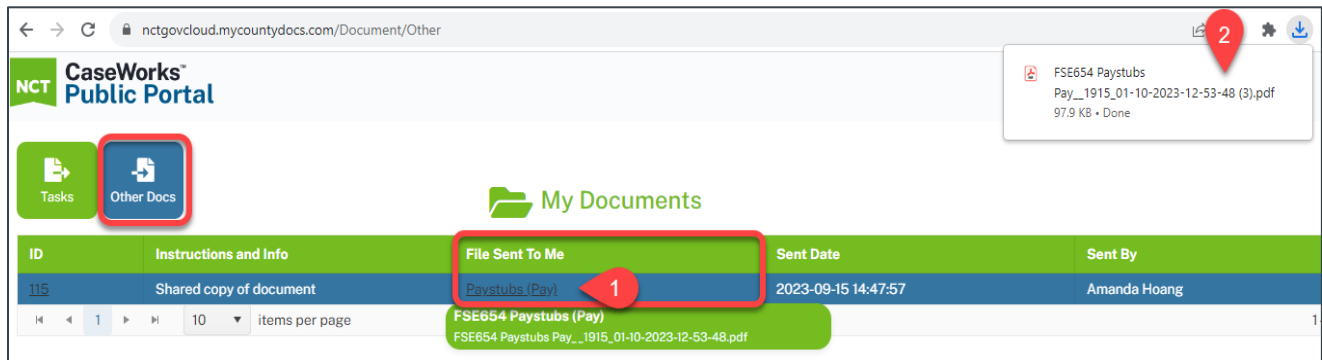 nctgovcloud.mycountydocs.com/Document/Other
2
NCT
CaseWorks™
Public Portal
FSE654 Paystubs
Pay__1915_01-10-2023-12-53-48 (3).pdf
97.9 KB • Done
Tasks
Other Docs
My Documents
ID Instructions and Info File Sent To Me Sent Date Sent By
115 Shared copy of document Paystubs (Pay) 1 2023-09-15 14:47:57 Amanda Hoang
1 10 items per page 1
FSE654 Paystubs (Pay)
FSE654 Paystubs Pay__1915_01-10-2023-12-53-48.pdf